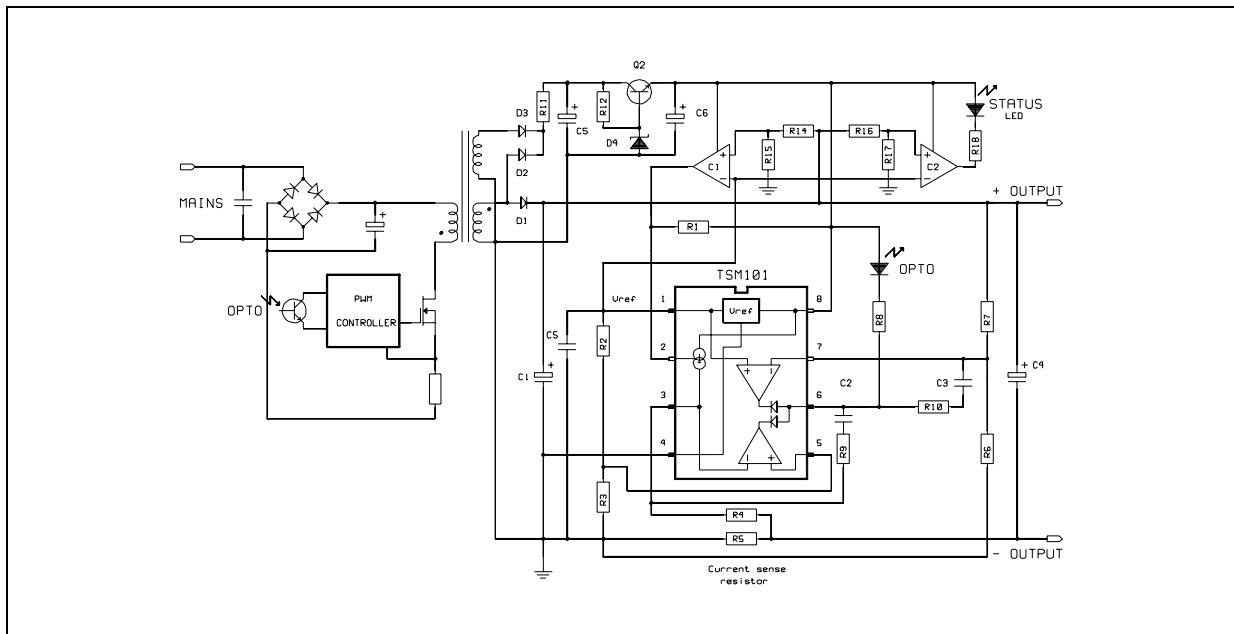 Q2
D3
R11
+
C5
R12
D4
+
C6
STATUS
LED
R18
R14
R16
+
R15
R17
+
C1
C2
−
−
D2
MAINS
+
D1
+ OUTPUT
R1
OPTO
TSM101
OPTO
PWM
CONTROLLER
Vref
1
Vref
8
R8
R7
C5
R2
2
7
+
−
C1
+
3
C2
6
C3
R10
+
C4
4
−
+
5
R9
R6
R3
R4
R5
− OUTPUT
Current sense
resistor